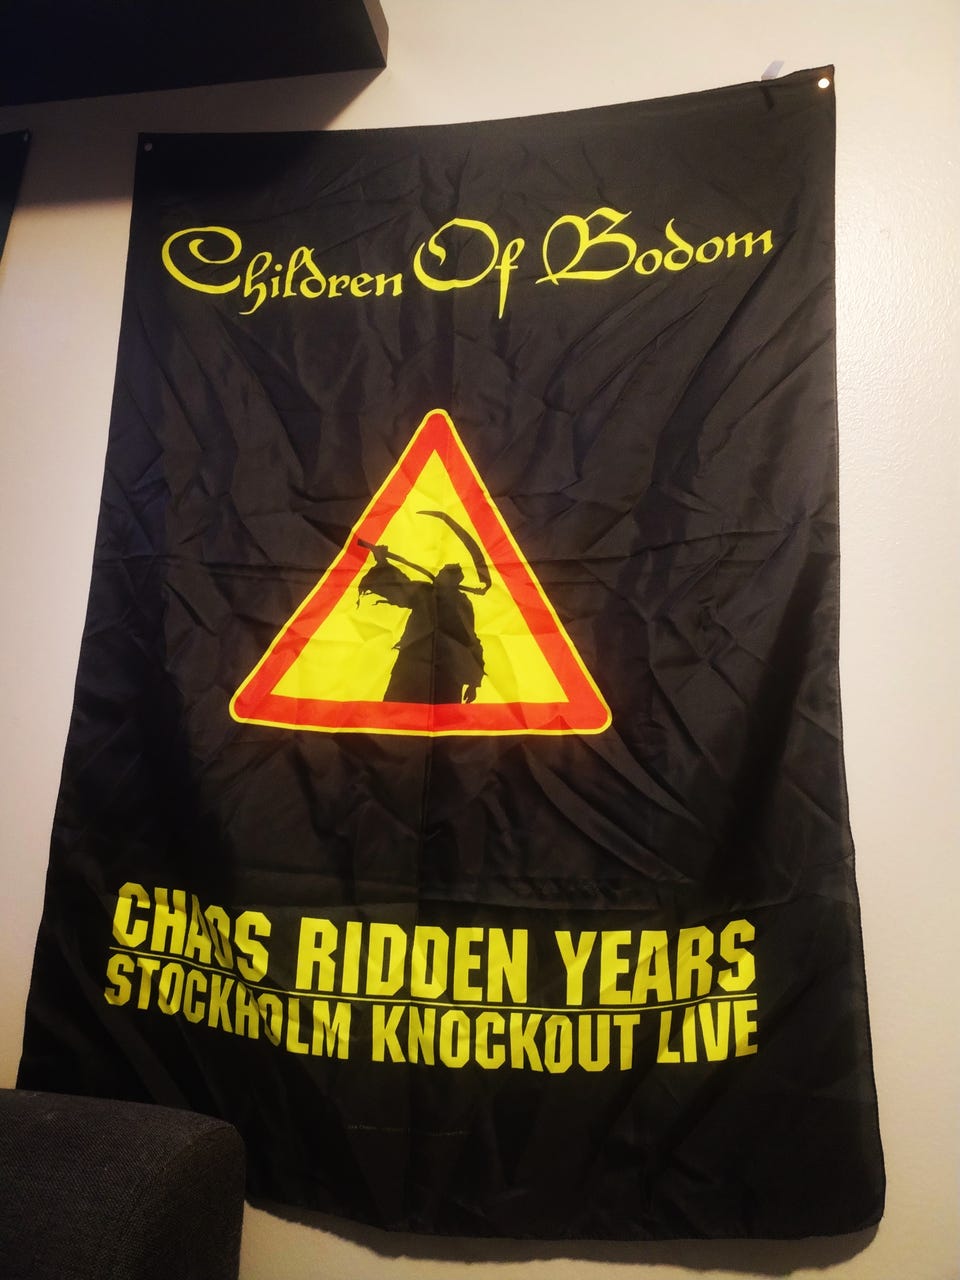 Children Of Bodom
CHAOS RIDDEN YEARS
STOCKHOLM KNOCKOUT LIVE